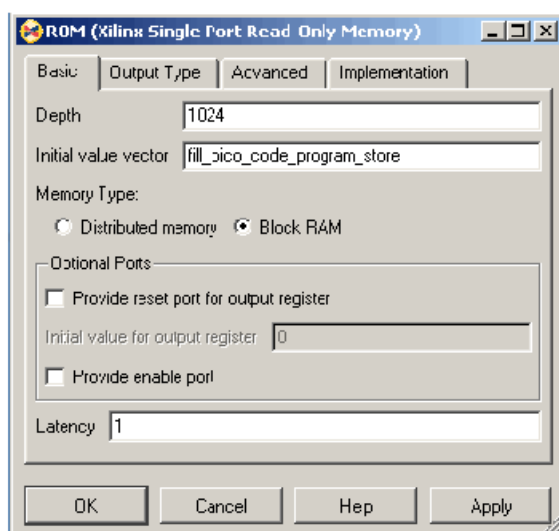 ROM (Xilinx Single Port Read-Only Memory)
Basic Output Type Advanced Implementation
Depth 1024
Initial value vector fill_pico_code_program_store
Memory Type:
Distributed memory Block RAM
Optional Ports
Provide reset port for output register
Initial value for output register 0
Provide enable port
Latency 1
OK Cancel Help Apply